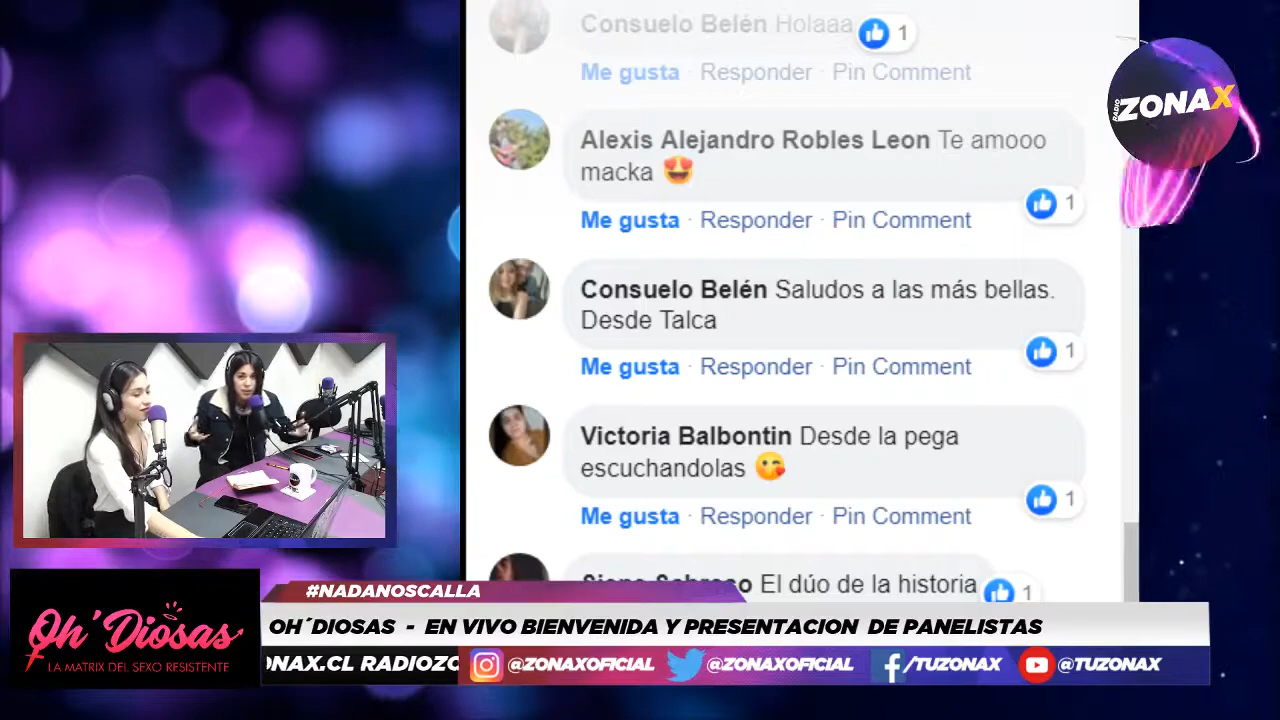 Consuelo Belén Holaaa
1
Me gusta · Responder · Pin Comment
Alexis Alejandro Robles Leon Te amooo
macka 😍
1
Me gusta · Responder · Pin Comment
Consuelo Belén Saludos a las más bellas.
Desde Talca
1
Me gusta · Responder · Pin Comment
Victoria Balbontin Desde la pega
escuchandolas 😋
1
Me gusta · Responder · Pin Comment
El dúo de la historia
1
RADIO ZONAX
#NADANOSCALLA
OH´DIOSAS - EN VIVO BIENVENIDA Y PRESENTACION DE PANELISTAS
ONAX.CL RADIOZO
@ZONAXOFICIAL @ZONAXOFICIAL /TUZONAX @TUZONAX
Oh' Diosas
LA MATRIX DEL SEXO RESISTENTE